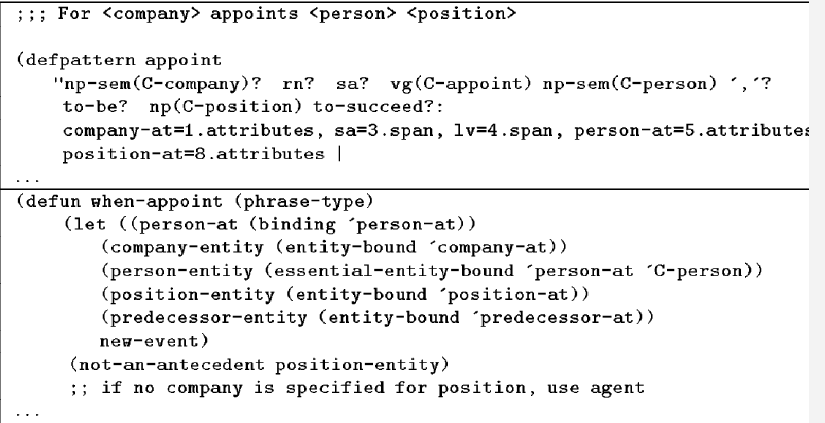 ;;; For <company> appoints <person> <position>
(defpattern appoint
"np-sem(C-company)? rn? sa? vg(C-appoint) np-sem(C-person) ´,´?
to-be? np(C-position) to-succeed?:
company-at=1.attributes, sa=3.span, lv=4.span, person-at=5.attributes
position-at=8.attributes |
...
(defun when-appoint (phrase-type)
(let ((person-at (binding ´person-at))
(company-entity (entity-bound ´company-at))
(person-entity (essential-entity-bound ´person-at ´C-person))
(position-entity (entity-bound ´position-at))
(predecessor-entity (entity-bound ´predecessor-at))
new-event)
(not-an-antecedent position-entity)
;; if no company is specified for position, use agent
...